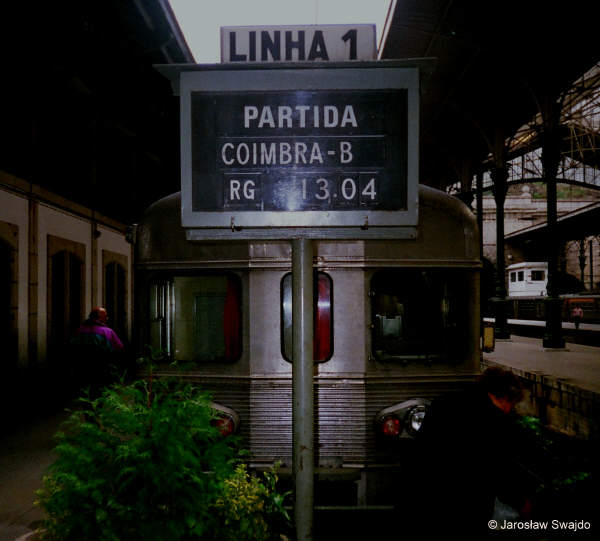 LINHA 1
PARTIDA
COIMBRA-B
RG 13.04
© Jarosław Swajdo